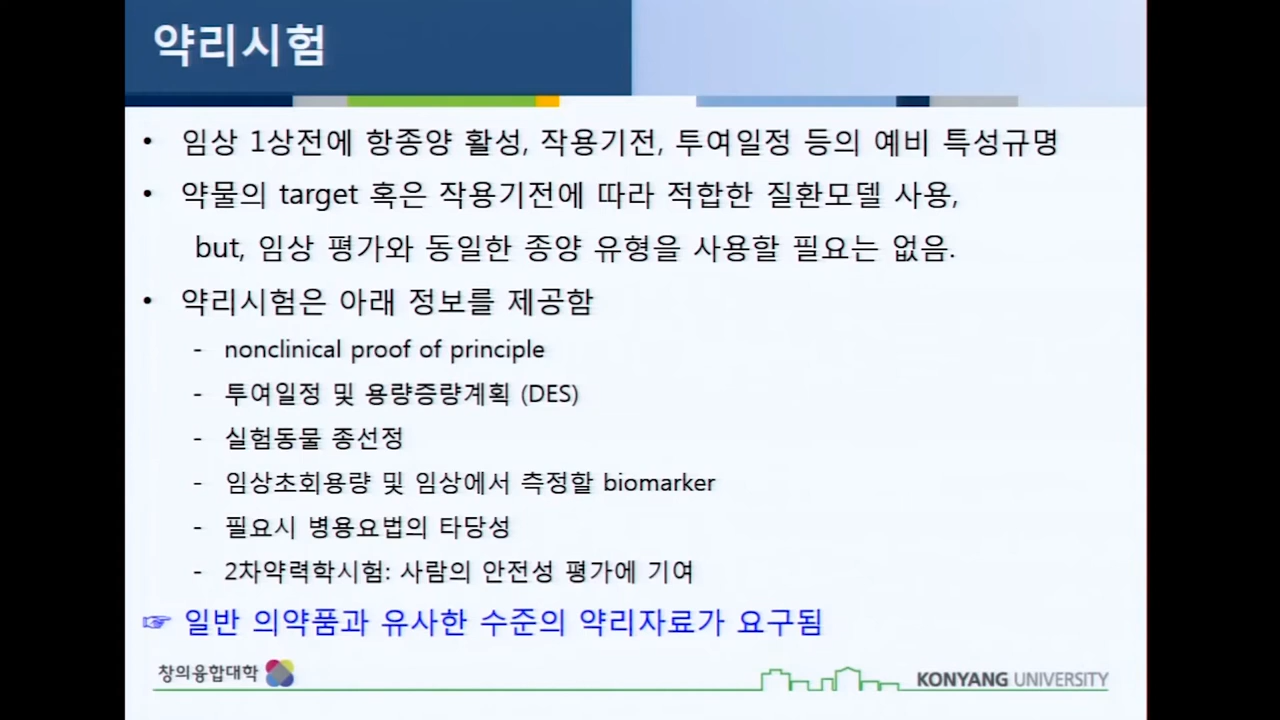 약리시험
• 임상 1상전에 항종양 활성, 작용기전, 투여일정 등의 예비 특성규명
• 약물의 target 혹은 작용기전에 따라 적합한 질환모델 사용,
but, 임상 평가와 동일한 종양 유형을 사용할 필요는 없음.
• 약리시험은 아래 정보를 제공함
- nonclinical proof of principle
- 투여일정 및 용량증량계획 (DES)
- 실험동물 종선정
- 임상초회용량 및 임상에서 측정할 biomarker
- 필요시 병용요법의 타당성
- 2차약력학시험: 사람의 안전성 평가에 기여
☞ 일반 의약품과 유사한 수준의 약리자료가 요구됨
창의융합대학
KONYANG UNIVERSITY